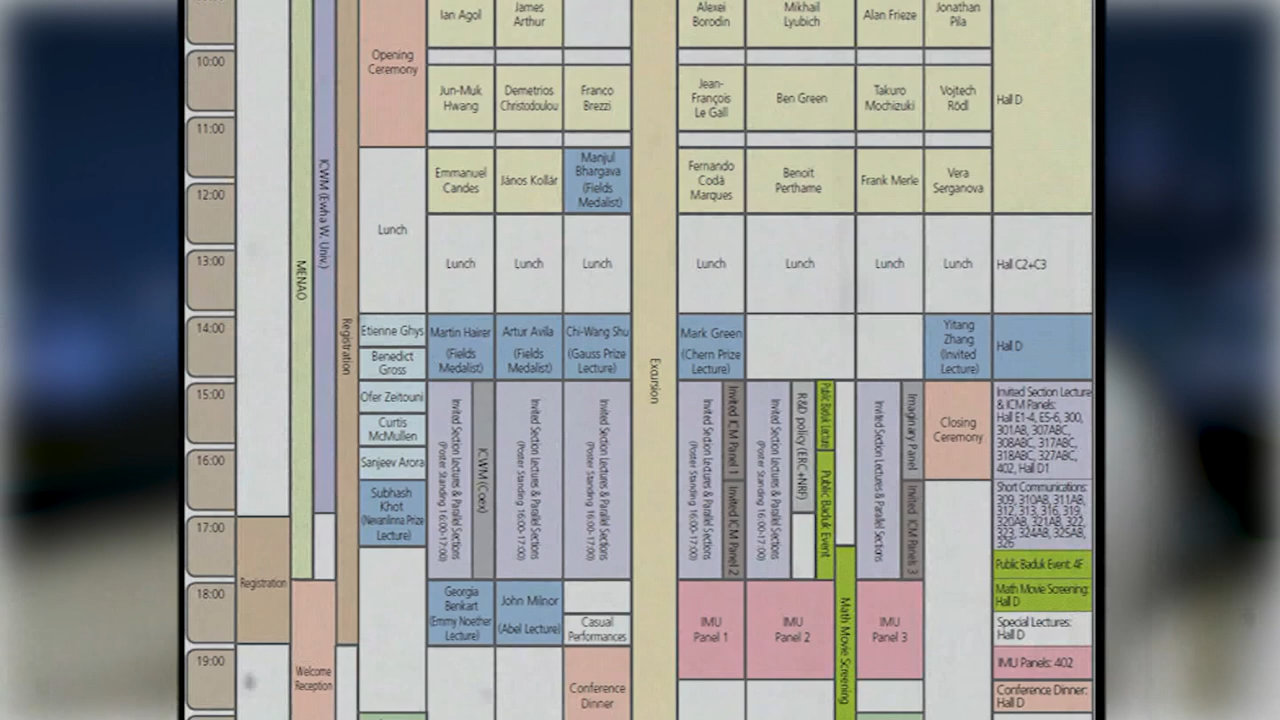 10:00
11:00
12:00
13:00
14:00
15:00
16:00
17:00
18:00
19:00
Registration
MENAO
Welcome
Reception
ICWM (Ewha W. Univ.)
Registration
Opening
Ceremony
Lunch
Etienne Ghys
Benedict
Gross
Ofer Zeitouni
Curtis
McMullen
Sanjeev Arora
Subhash
Khot
(Nevanlinna Prize
Lecture)
Ian Agol
Jun-Muk
Hwang
Emmanuel
Candes
Lunch
Martin Hairer
(Fields
Medalist)
Invited Section Lectures & Parallel Sections
(Poster Standing 16:00-17:00)
ICWM (Coex)
Georgia
Benkart
(Emmy Noether
Lecture)
James
Arthur
Demetrios
Christodoulou
János Kollár
Lunch
Artur Avila
(Fields
Medalist)
Invited Section Lectures & Parallel Sections
(Poster Standing 16:00-17:00)
John Milnor
(Abel Lecture)
Franco
Brezzi
Manjul
Bhargava
(Fields
Medalist)
Lunch
Chi-Wang Shu
(Gauss Prize
Lecture)
Invited Section Lectures & Parallel Sections
(Poster Standing 16:00-17:00)
Casual
Performances
Conference
Dinner
Excursion
Alexei
Borodin
Jean-
François
Le Gall
Fernando
Codá
Marques
Lunch
Mark Green
(Chern Prize
Lecture)
Invited Section Lectures & Parallel Sections
(Poster Standing 16:00-17:00)
Invited ICM Panel 1
Invited ICM Panel 2
IMU
Panel 1
Mikhail
Lyubich
Ben Green
Benoit
Perthame
Lunch
Invited Section Lectures & Parallel Sections
(Poster Standing 16:00-17:00)
R&D policy (ERC+NRF)
Public Baduk Lecture
Public Baduk Event
IMU
Panel 2
Math Movie Screening
Alan Frieze
Takuro
Mochizuki
Frank Merle
Lunch
Invited Section Lectures & Parallel Sections
Imaginary Panel
Invited ICM Panels 3
IMU
Panel 3
Jonathan
Pila
Vojtech
Rödl
Vera
Serganova
Lunch
Yitang
Zhang
(Invited
Lecture)
Closing
Ceremony
Hall D
Hall C2+C3
Hall D
Invited Section Lecture
& ICM Panels:
Hall E1-4, E5-6, 300,
301AB, 307ABC,
308ABC, 317ABC,
318ABC, 327ABC,
402, Hall D1
Short Communications:
309, 310AB, 311AB,
312, 313, 316, 319,
320AB, 321AB, 322,
323, 324AB, 325AB,
326
Public Baduk Event: 4F
Math Movie Screening:
Hall D
Special Lectures:
Hall D
IMU Panels: 402
Conference Dinner:
Hall D